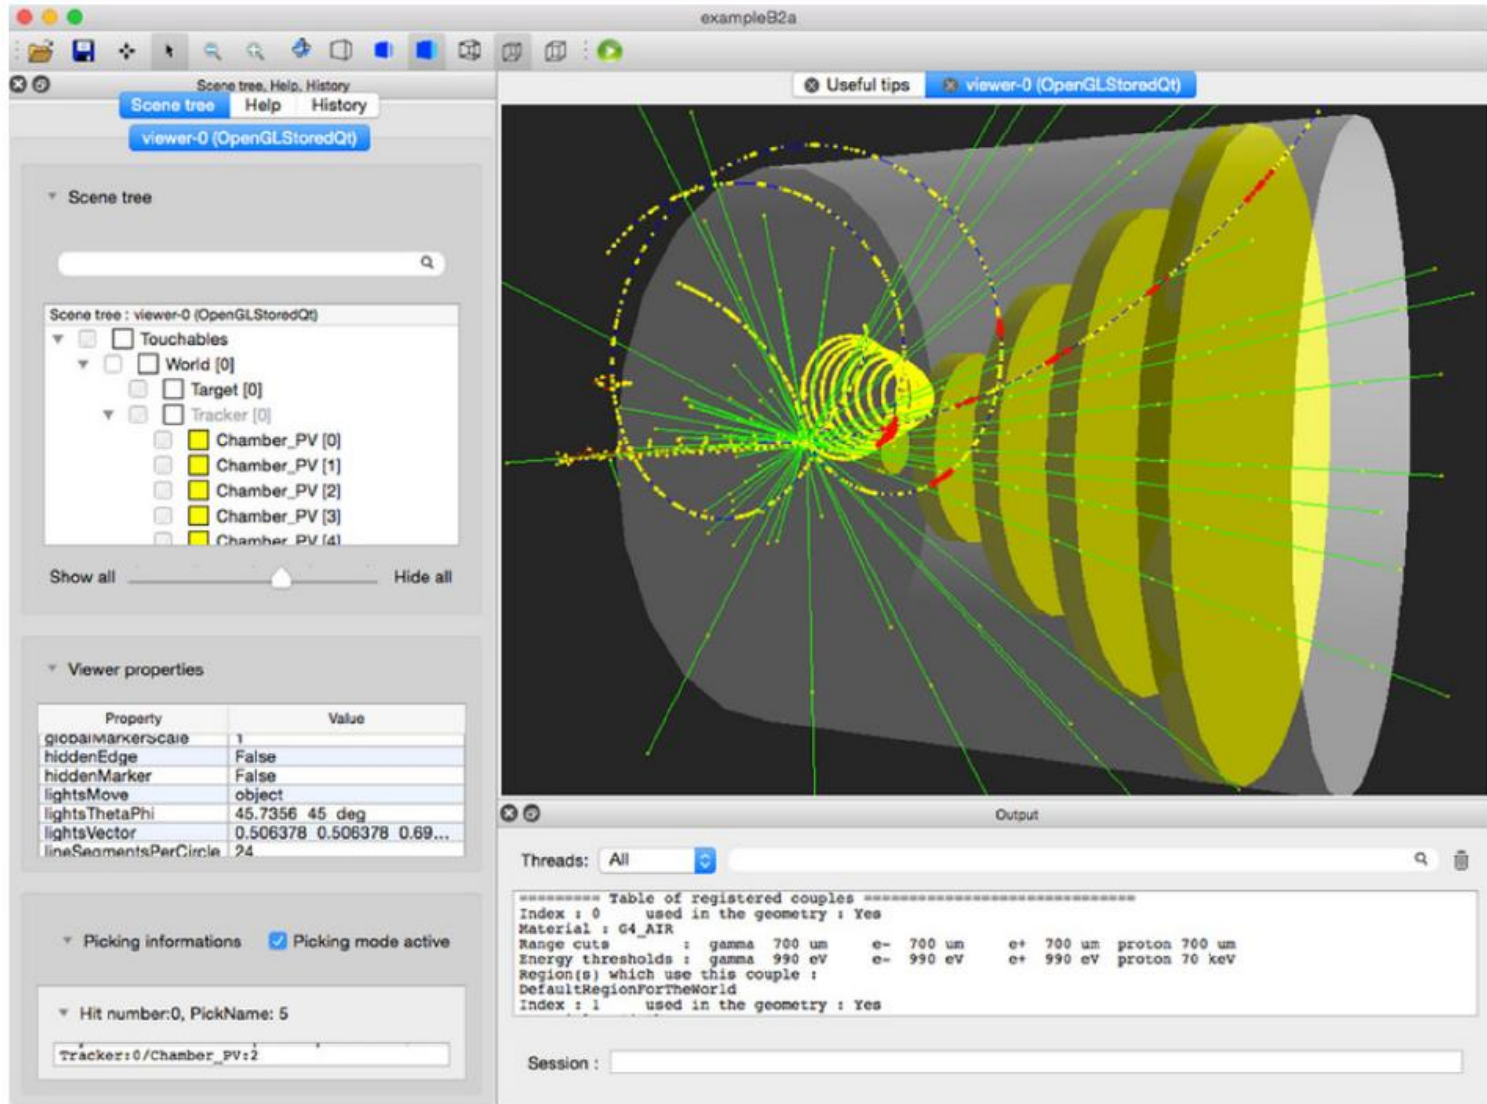 exampleB2a
Scene tree, Help, History
Scene tree Help History
viewer-0 (OpenGLStoredQt)
Scene tree
Scene tree : viewer-0 (OpenGLStoredQt)
Touchables
World [0]
Target [0]
Tracker [0]
Chamber_PV [0]
Chamber_PV [1]
Chamber_PV [2]
Chamber_PV [3]
Chamber_PV [4]
Show all Hide all
Viewer properties
Property Value
globalMarkerScale 1
hiddenEdge False
hiddenMarker False
lightsMove object
lightsThetaPhi 45.7356 45 deg
lightsVector 0.506378 0.506378 0.69...
lineSegmentsPerCircle 24
Picking informations Picking mode active
Hit number:0, PickName: 5
Tracker:0/Chamber_PV:2
Useful tips viewer-0 (OpenGLStoredQt)
Output
Threads: All
========= Table of registered couples ==============================
Index : 0 used in the geometry : Yes
Material : G4_AIR
Range cuts : gamma 700 um e- 700 um e+ 700 um proton 700 um
Energy thresholds : gamma 990 eV e- 990 eV e+ 990 eV proton 70 keV
Region(s) which use this couple :
DefaultRegionForTheWorld
Index : 1 used in the geometry : Yes
Session :